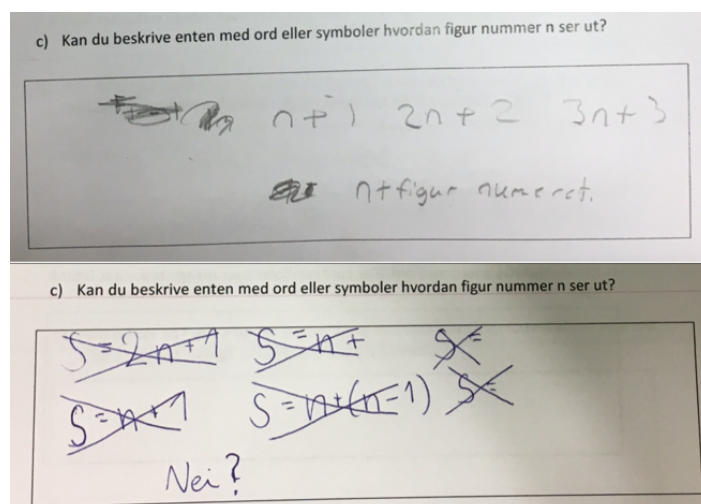 c) Kan du beskrive enten med ord eller symboler hvordan figur nummer n ser ut?
n+1 2n+2 3n+3
n+figur numeret.
c) Kan du beskrive enten med ord eller symboler hvordan figur nummer n ser ut?
S=2n+1 S=n+ S=
S=n+1 S=n+(n-1) S=
Nei?